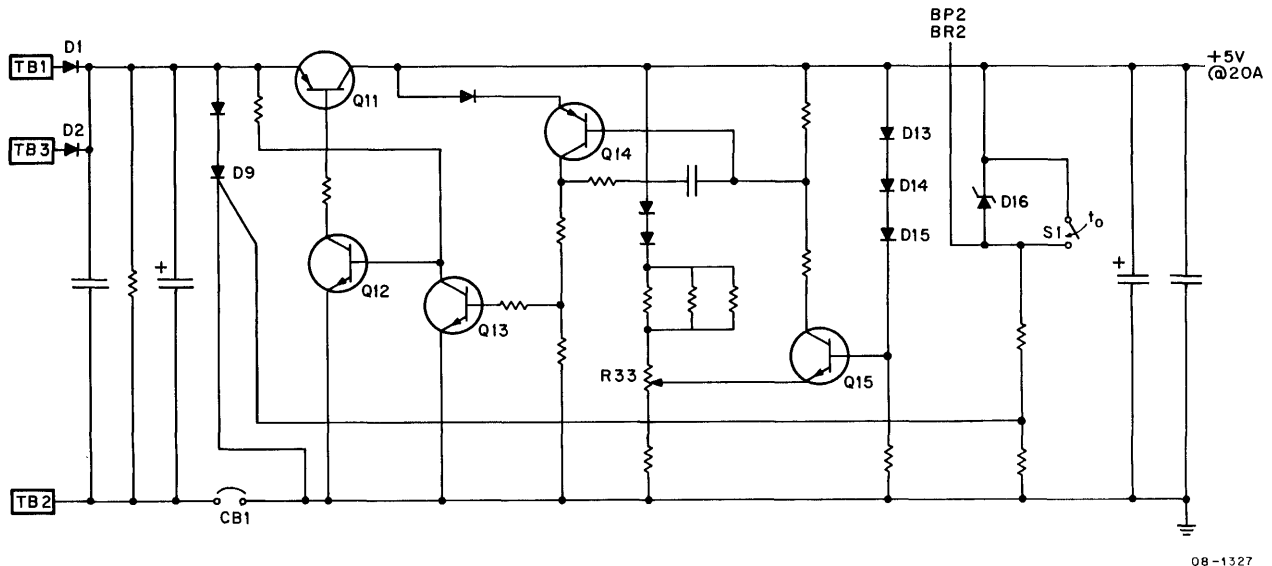 BP2
BR2
D1
TB1
+5V
@20A
Q11
D2
TB3
D13
Q14
D9
D14
D16
t₀
S1
D15
+
+
Q12
Q13
R33
Q15
TB2
CB1
08-1327